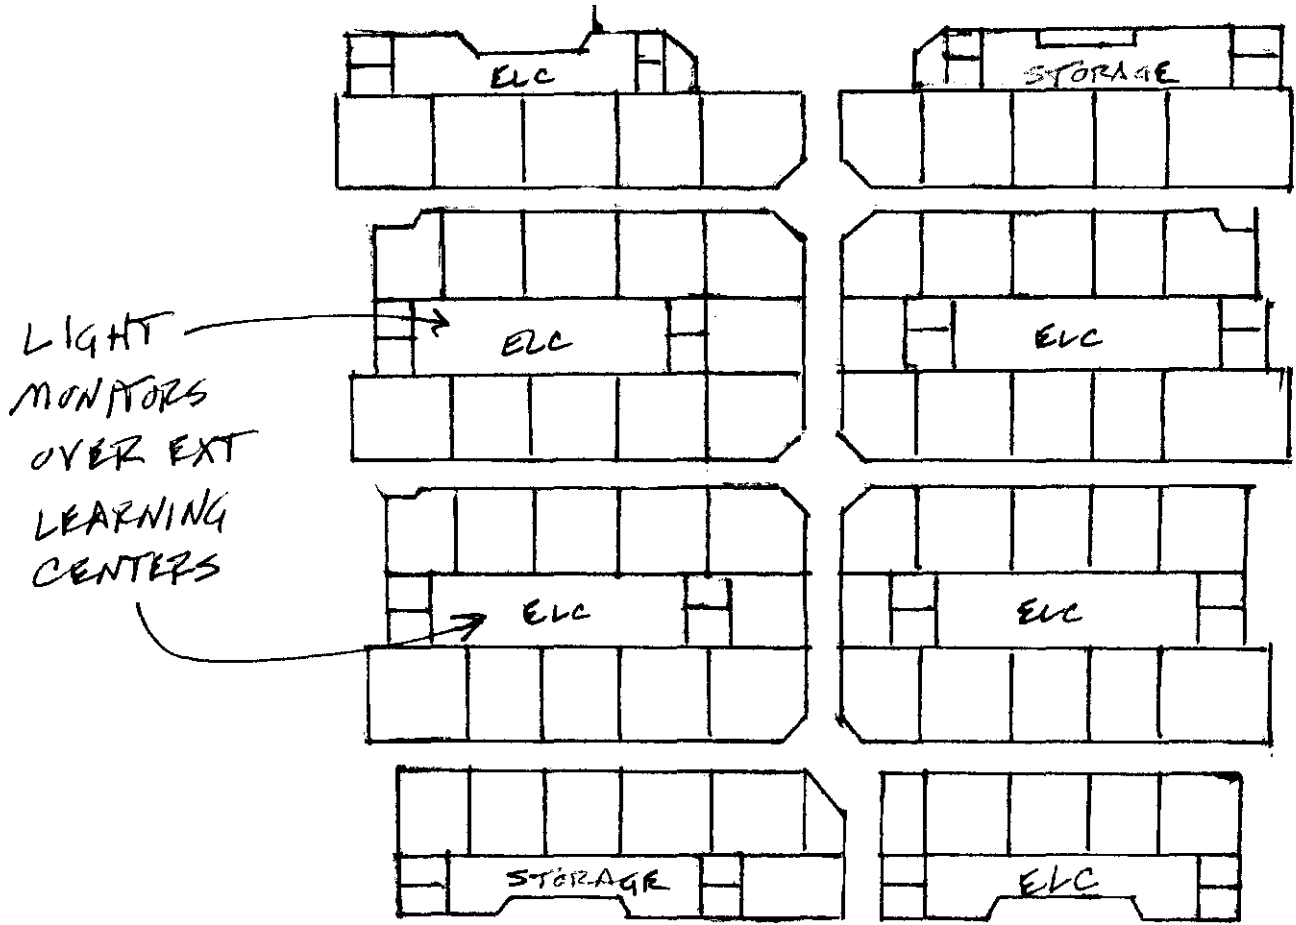 ELC
STORAGE
LIGHT
MONITORS
OVER EXT
LEARNING
CENTERS
ELC
ELC
ELC
ELC
STORAGE
ELC